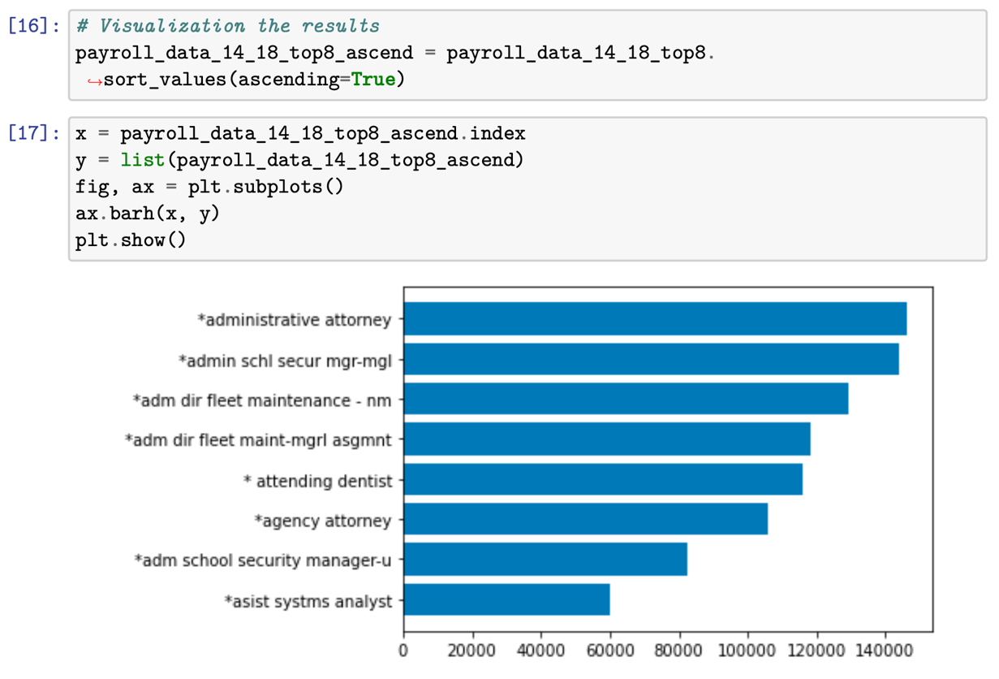 [16]: # Visualization the results
payroll_data_14_18_top8_ascend = payroll_data_14_18_top8.
↪sort_values(ascending=True)
[17]: x = payroll_data_14_18_top8_ascend.index
y = list(payroll_data_14_18_top8_ascend)
fig, ax = plt.subplots()
ax.barh(x, y)
plt.show()
*administrative attorney
*admin schl secur mgr-mgl
*adm dir fleet maintenance - nm
*adm dir fleet maint-mgrl asgmnt
* attending dentist
*agency attorney
*adm school security manager-u
*asist systms analyst
0 20000 40000 60000 80000 100000 120000 140000